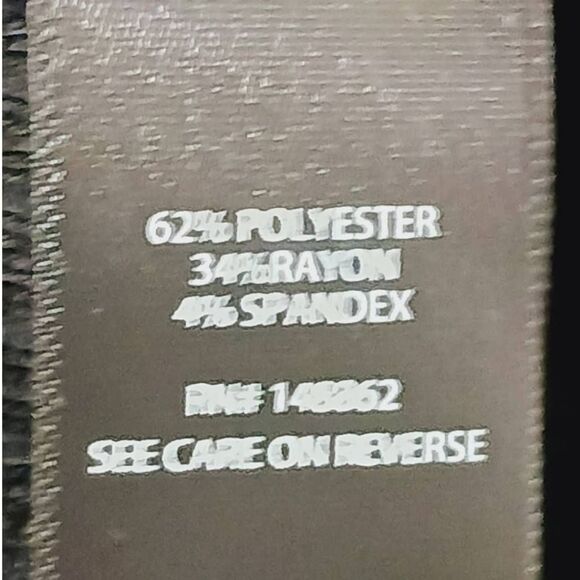 62% POLYESTER
34% RAYON
4% SPANDEX
RN# 148862
SEE CARE ON REVERSE